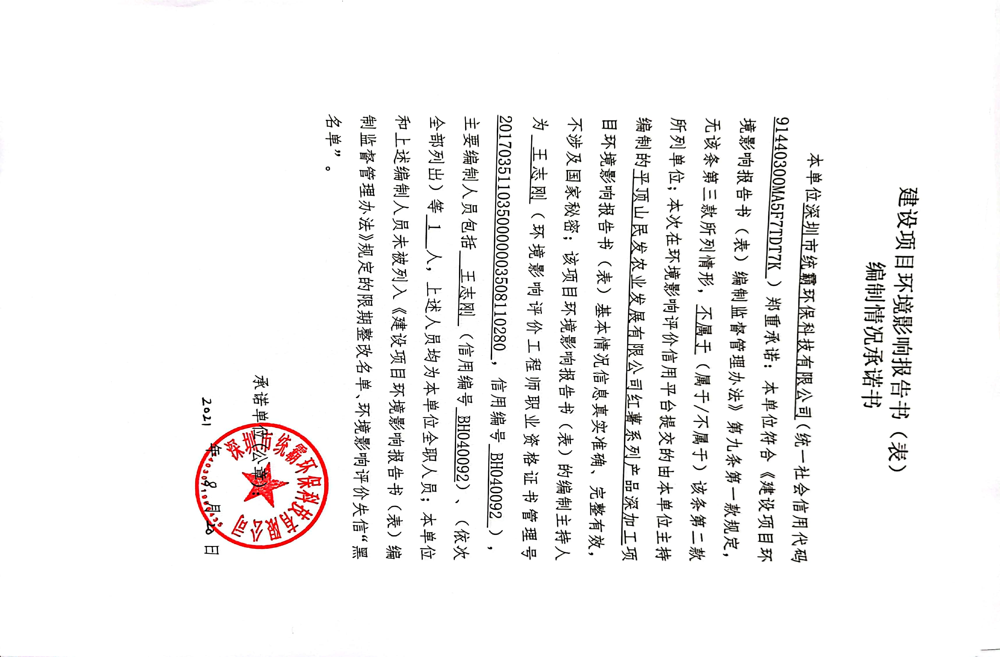 建设项目环境影响报告书（表）
编制情况承诺书
本单位深圳市统霸环保科技有限公司（统一社会信用代码
91440300MA5F7TDT7K）郑重承诺：本单位符合《建设项目环
境影响报告书（表）编制监督管理办法》第九条第一款规定，
无该条第三款所列情形，不属于（属于/不属于）该条第二款
所列单位；本次在环境影响评价信用平台提交的由本单位主持
编制的平顶山民发农业发展有限公司红薯系列产品深加工项
目环境影响报告书（表）基本情况信息真实准确、完整有效，
不涉及国家秘密；该项目环境影响报告书（表）的编制主持人
为 王志刚（环境影响评价工程师职业资格证书管理号
2017035110350000003508110280，信用编号 BH040092），
主要编制人员包括 王志刚（信用编号 BH040092）、（依次
全部列出）等 1 人，上述人员均为本单位全职人员；本单位
和上述编制人员未被列入《建设项目环境影响报告书（表）编
制监督管理办法》规定的限期整改名单、环境影响评价失信“黑
名单”。
承诺单位（公章）：
深圳市统霸环保科技有限公司
2021 年 8 月 20 日